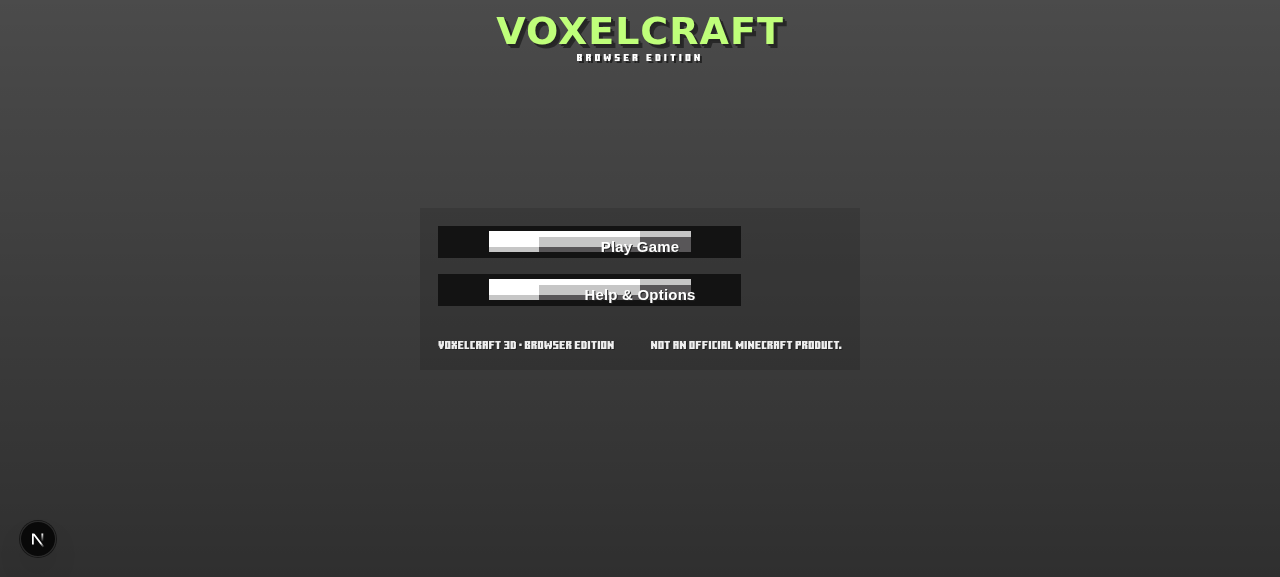 VOXELCRAFT
BROWSER EDITION
Play Game
Help & Options
VOXELCRAFT 3D · BROWSER EDITION
NOT AN OFFICIAL MINECRAFT PRODUCT.
N